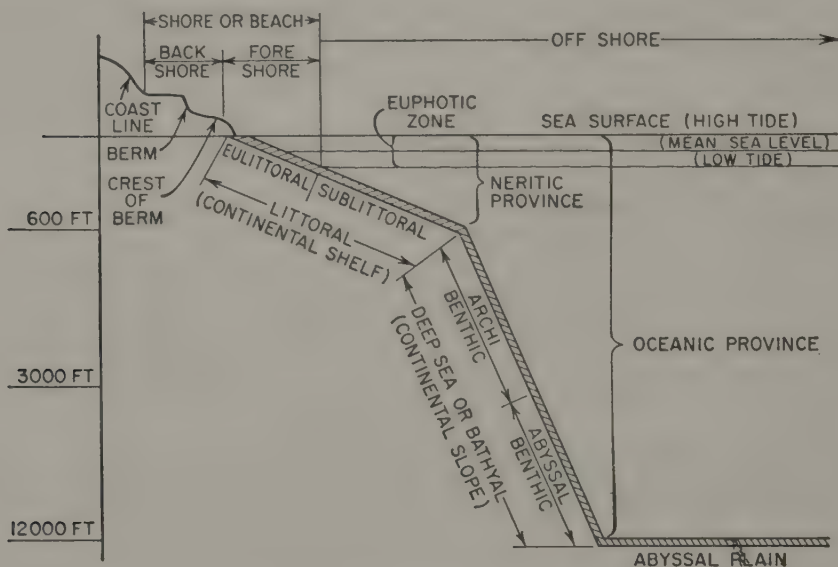 SHORE OR BEACH
BACK
SHORE
FORE
SHORE
OFF SHORE
COAST
LINE
BERM
CREST
OF
BERM
EUPHOTIC
ZONE
SEA SURFACE (HIGH TIDE)
(MEAN SEA LEVEL)
(LOW TIDE)
EULITTORAL
SUBLITTORAL
LITTORAL
(CONTINENTAL SHELF)
NERITIC
PROVINCE
600 FT
ARCHI
BENTHIC
DEEP SEA OR BATHYAL
(CONTINENTAL SLOPE)
OCEANIC PROVINCE
3000 FT
ABYSSAL
BENTHIC
12000 FT
ABYSSAL PLAIN